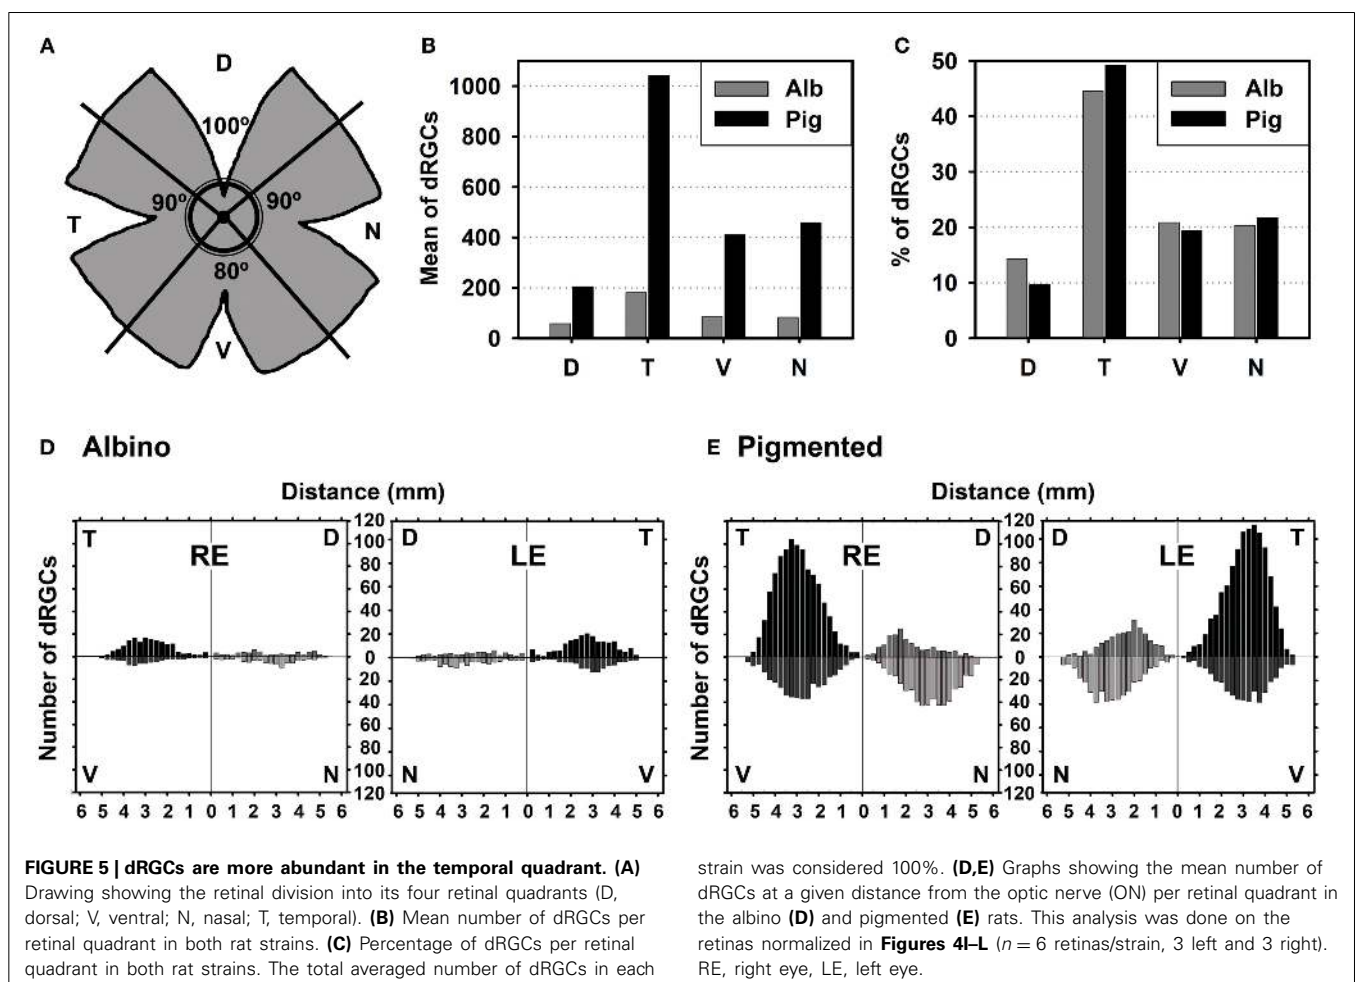 A
D
100º
90º
90º
T
N
80º
V
B
Mean of dRGCs
1000
800
600
400
200
0
Alb
Pig
D T V N
C
% of dRGCs
50
40
30
20
10
0
Alb
Pig
D T V N
D Albino
Distance (mm)
Number of dRGCs
T RE D
V N
120
100
80
60
40
20
0
20
40
60
80
100
120
D LE T
N V
6 5 4 3 2 1 0 1 2 3 4 5 6
6 5 4 3 2 1 0 1 2 3 4 5 6
E Pigmented
Distance (mm)
Number of dRGCs
T RE D
V N
120
100
80
60
40
20
0
20
40
60
80
100
120
D LE T
N V
6 5 4 3 2 1 0 1 2 3 4 5 6
6 5 4 3 2 1 0 1 2 3 4 5 6
FIGURE 5 | dRGCs are more abundant in the temporal quadrant. (A)
Drawing showing the retinal division into its four retinal quadrants (D,
dorsal; V, ventral; N, nasal; T, temporal). (B) Mean number of dRGCs per
retinal quadrant in both rat strains. (C) Percentage of dRGCs per retinal
quadrant in both rat strains. The total averaged number of dRGCs in each
strain was considered 100%. (D,E) Graphs showing the mean number of
dRGCs at a given distance from the optic nerve (ON) per retinal quadrant in
the albino (D) and pigmented (E) rats. This analysis was done on the
retinas normalized in Figures 4I–L (n = 6 retinas/strain, 3 left and 3 right).
RE, right eye, LE, left eye.